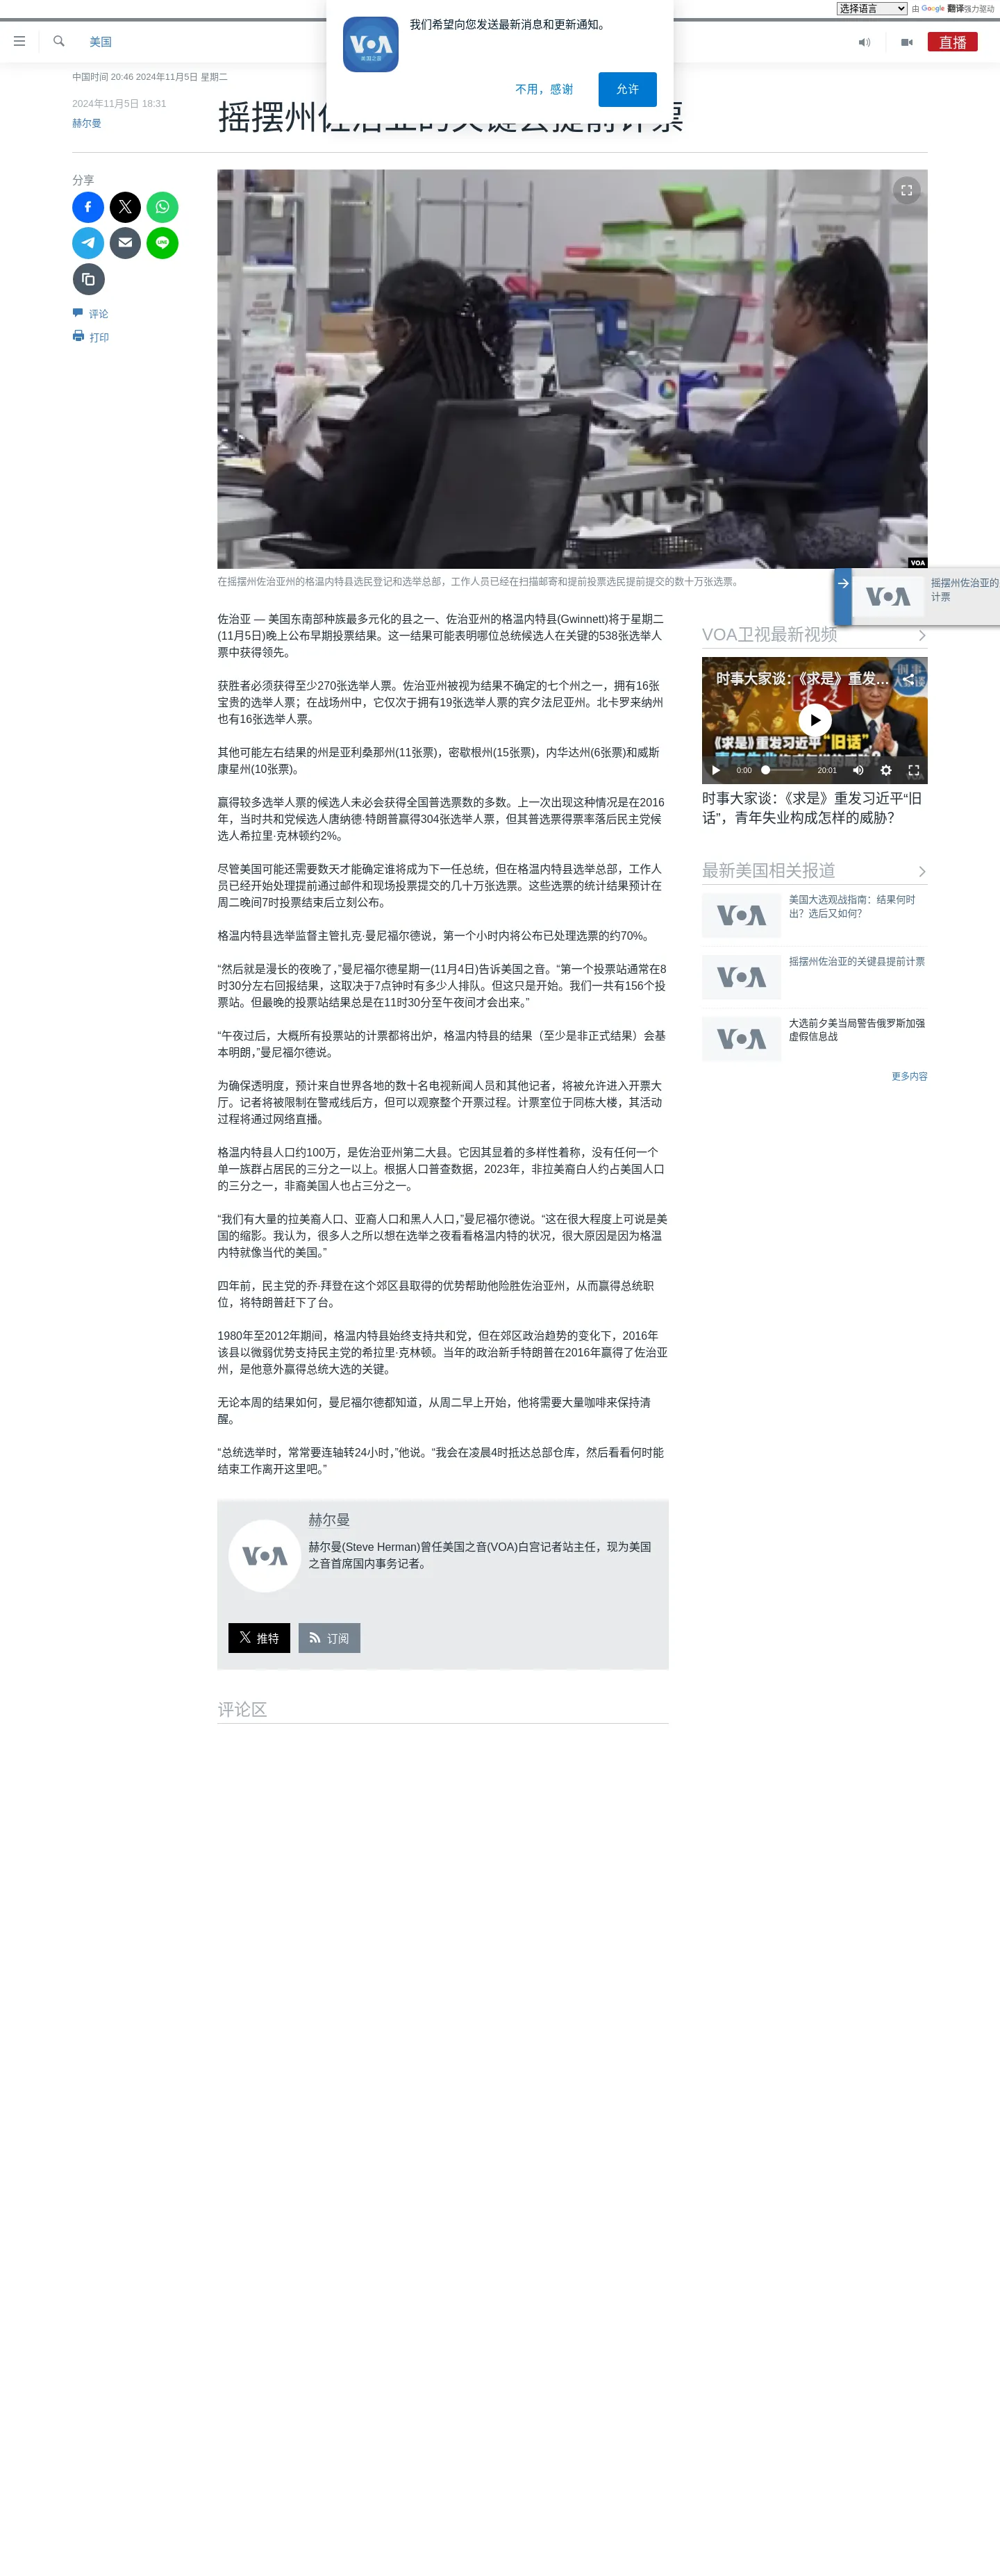 选择语言
由 Google 翻译强力驱动
我们希望向您发送最新消息和更新通知。
VOA
美国之音
不用，感谢
允许
美国
直播
中国时间 20:46 2024年11月5日 星期二
2024年11月5日 18:31
赫尔曼
摇摆州佐治亚的关键县提前计票
分享
评论
打印
VOA
在摇摆州佐治亚州的格温内特县选民登记和选举总部，工作人员已经在扫描邮寄和提前投票选民提前提交的数十万张选票。
VOA
摇摆州佐治亚的
计票
佐治亚 — 美国东南部种族最多元化的县之一、佐治亚州的格温内特县(Gwinnett)将于星期二
(11月5日)晚上公布早期投票结果。这一结果可能表明哪位总统候选人在关键的538张选举人
票中获得领先。
获胜者必须获得至少270张选举人票。佐治亚州被视为结果不确定的七个州之一，拥有16张
宝贵的选举人票；在战场州中，它仅次于拥有19张选举人票的宾夕法尼亚州。北卡罗来纳州
也有16张选举人票。
其他可能左右结果的州是亚利桑那州(11张票)，密歇根州(15张票)，内华达州(6张票)和威斯
康星州(10张票)。
赢得较多选举人票的候选人未必会获得全国普选票数的多数。上一次出现这种情况是在2016
年，当时共和党候选人唐纳德·特朗普赢得304张选举人票，但其普选票得票率落后民主党候
选人希拉里·克林顿约2%。
尽管美国可能还需要数天才能确定谁将成为下一任总统，但在格温内特县选举总部，工作人
员已经开始处理提前通过邮件和现场投票提交的几十万张选票。这些选票的统计结果预计在
周二晚间7时投票结束后立刻公布。
格温内特县选举监督主管扎克·曼尼福尔德说，第一个小时内将公布已处理选票的约70%。
“然后就是漫长的夜晚了，”曼尼福尔德星期一(11月4日)告诉美国之音。“第一个投票站通常在8
时30分左右回报结果，这取决于7点钟时有多少人排队。但这只是开始。我们一共有156个投
票站。但最晚的投票站结果总是在11时30分至午夜间才会出来。”
“午夜过后，大概所有投票站的计票都将出炉，格温内特县的结果（至少是非正式结果）会基
本明朗，”曼尼福尔德说。
为确保透明度，预计来自世界各地的数十名电视新闻人员和其他记者，将被允许进入开票大
厅。记者将被限制在警戒线后方，但可以观察整个开票过程。计票室位于同栋大楼，其活动
过程将通过网络直播。
格温内特县人口约100万，是佐治亚州第二大县。它因其显着的多样性着称，没有任何一个
单一族群占居民的三分之一以上。根据人口普查数据，2023年，非拉美裔白人约占美国人口
的三分之一，非裔美国人也占三分之一。
“我们有大量的拉美裔人口、亚裔人口和黑人人口，”曼尼福尔德说。“这在很大程度上可说是美
国的缩影。我认为，很多人之所以想在选举之夜看看格温内特的状况，很大原因是因为格温
内特就像当代的美国。”
四年前，民主党的乔·拜登在这个郊区县取得的优势帮助他险胜佐治亚州，从而赢得总统职
位，将特朗普赶下了台。
1980年至2012年期间，格温内特县始终支持共和党，但在郊区政治趋势的变化下，2016年
该县以微弱优势支持民主党的希拉里·克林顿。当年的政治新手特朗普在2016年赢得了佐治亚
州，是他意外赢得总统大选的关键。
无论本周的结果如何，曼尼福尔德都知道，从周二早上开始，他将需要大量咖啡来保持清
醒。
“总统选举时，常常要连轴转24小时，”他说。“我会在凌晨4时抵达总部仓库，然后看看何时能
结束工作离开这里吧。”
VOA
赫尔曼
赫尔曼(Steve Herman)曾任美国之音(VOA)白宫记者站主任，现为美国
之音首席国内事务记者。
推特
订阅
评论区
VOA卫视最新视频
时事大家谈：《求是》重发...
《求是》重发习近平“旧话”
青年失业构成怎样的威胁？
0:00
20:01
时事大家谈：《求是》重发习近平“旧
话”，青年失业构成怎样的威胁？
最新美国相关报道
VOA
美国大选观战指南：结果何时
出？选后又如何？
VOA
摇摆州佐治亚的关键县提前计票
VOA
大选前夕美当局警告俄罗斯加强
虚假信息战
更多内容